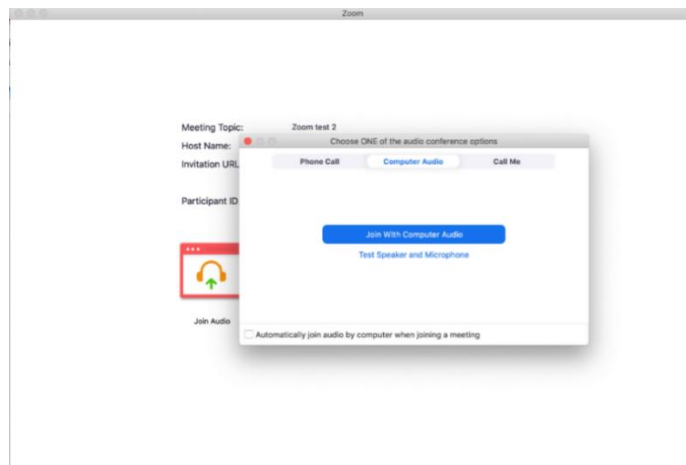 Zoom
Meeting Topic: Zoom test 2
Host Name:
Choose ONE of the audio conference options
Invitation URL
Phone Call Computer Audio Call Me
Participant ID
Join With Computer Audio
Test Speaker and Microphone
Join Audio
Automatically join audio by computer when joining a meeting